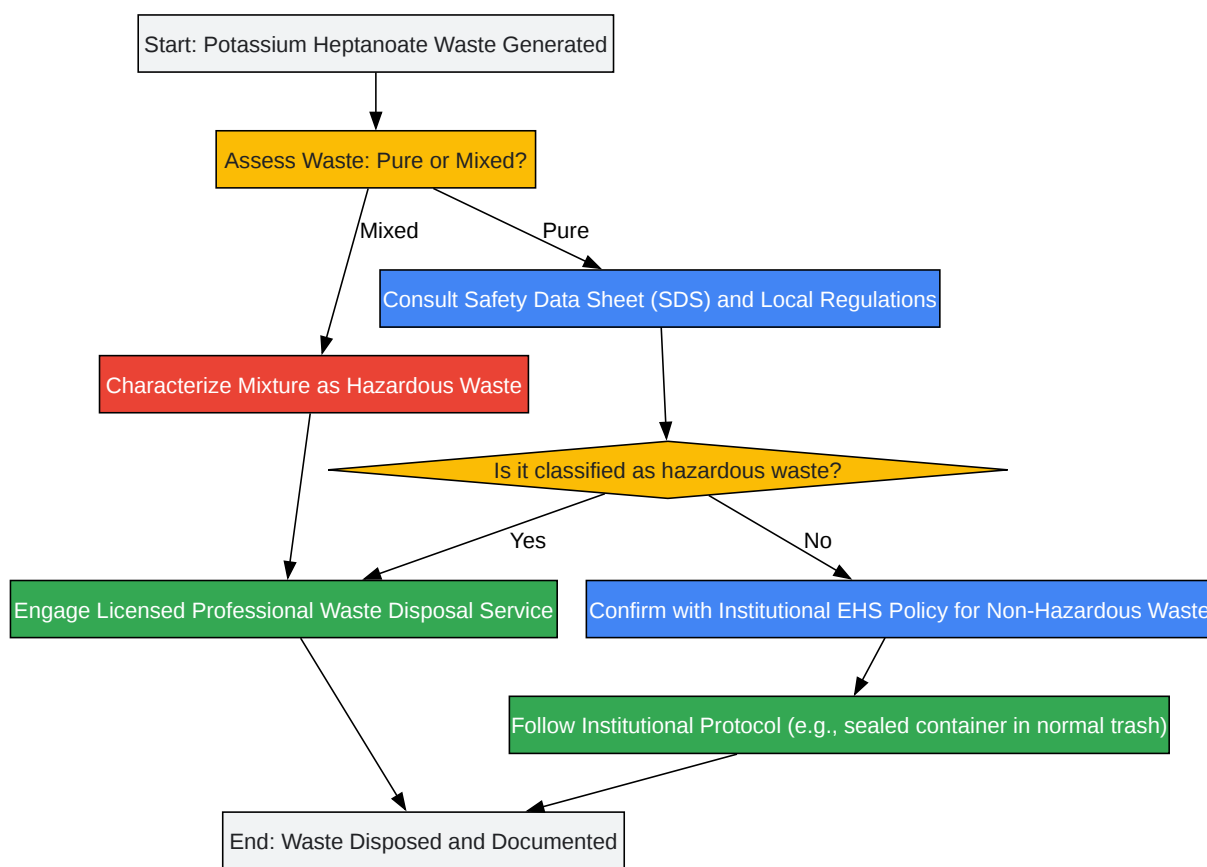 Start: Potassium Heptanoate Waste Generated
Assess Waste: Pure or Mixed?
Mixed
Pure
Consult Safety Data Sheet (SDS) and Local Regulations
Characterize Mixture as Hazardous Waste
Is it classified as hazardous waste?
Yes
No
Engage Licensed Professional Waste Disposal Service
Confirm with Institutional EHS Policy for Non-Hazardous Waste
Follow Institutional Protocol (e.g., sealed container in normal trash)
End: Waste Disposed and Documented